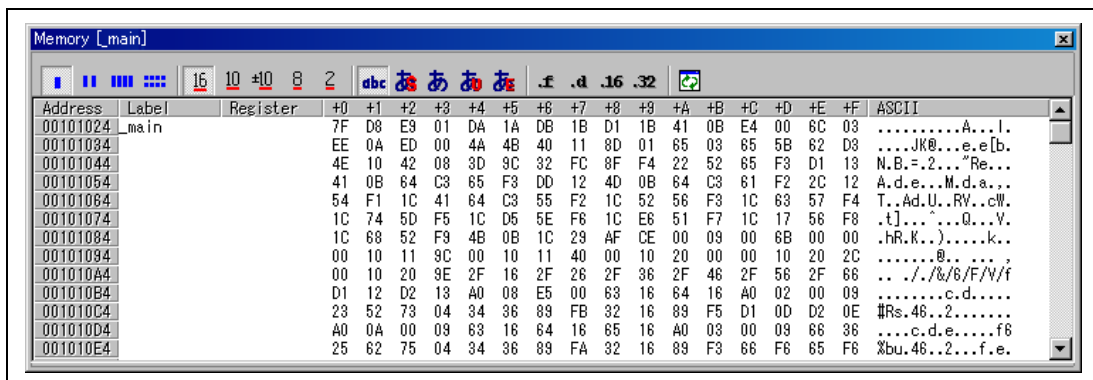 Memory [_main]
16 10 ±10 8 2 abc あS あ あU あE .f .d .16 .32
Address Label Register +0 +1 +2 +3 +4 +5 +6 +7 +8 +9 +A +B +C +D +E +F ASCII
00101024 _main 7F D8 E9 01 DA 1A DB 1B D1 1B 41 0B E4 00 6C 03 ..........A...l.
00101034 EE 0A ED 00 4A 4B 40 11 8D 01 65 03 65 5B 62 D3 ....JK@...e.e[b.
00101044 4E 10 42 08 3D 9C 32 FC 8F F4 22 52 65 F3 D1 13 N.B.=.2..."Re...
00101054 41 0B 64 C3 65 F3 DD 12 4D 0B 64 C3 61 F2 2C 12 A.d.e...M.d.a.,.
00101064 54 F1 1C 41 64 C3 55 F2 1C 52 56 F3 1C 63 57 F4 T..Ad.U..RV..cW.
00101074 1C 74 5D F5 1C D5 5E F6 1C E6 51 F7 1C 17 56 F8 .t]...^...Q...V.
00101084 1C 68 52 F9 4B 0B 1C 29 AF CE 00 09 00 6B 00 00 .hR.K..).....k..
00101094 00 10 11 9C 00 10 11 40 00 10 20 00 00 10 20 2C .......@.. ... ,
001010A4 00 10 20 9E 2F 16 2F 26 2F 36 2F 46 2F 56 2F 66 .. ././&/6/F/V/f
001010B4 D1 12 D2 13 A0 08 E5 00 63 16 64 16 A0 02 00 09 ........c.d.....
001010C4 23 52 73 04 34 36 89 FB 32 16 89 F5 D1 0D D2 0E #Rs.46..2.......
001010D4 A0 0A 00 09 63 16 64 16 65 16 A0 03 00 09 66 36 ....c.d.e.....f6
001010E4 25 62 75 04 34 36 89 FA 32 16 89 F3 66 F6 65 F6 %bu.46..2...f.e.